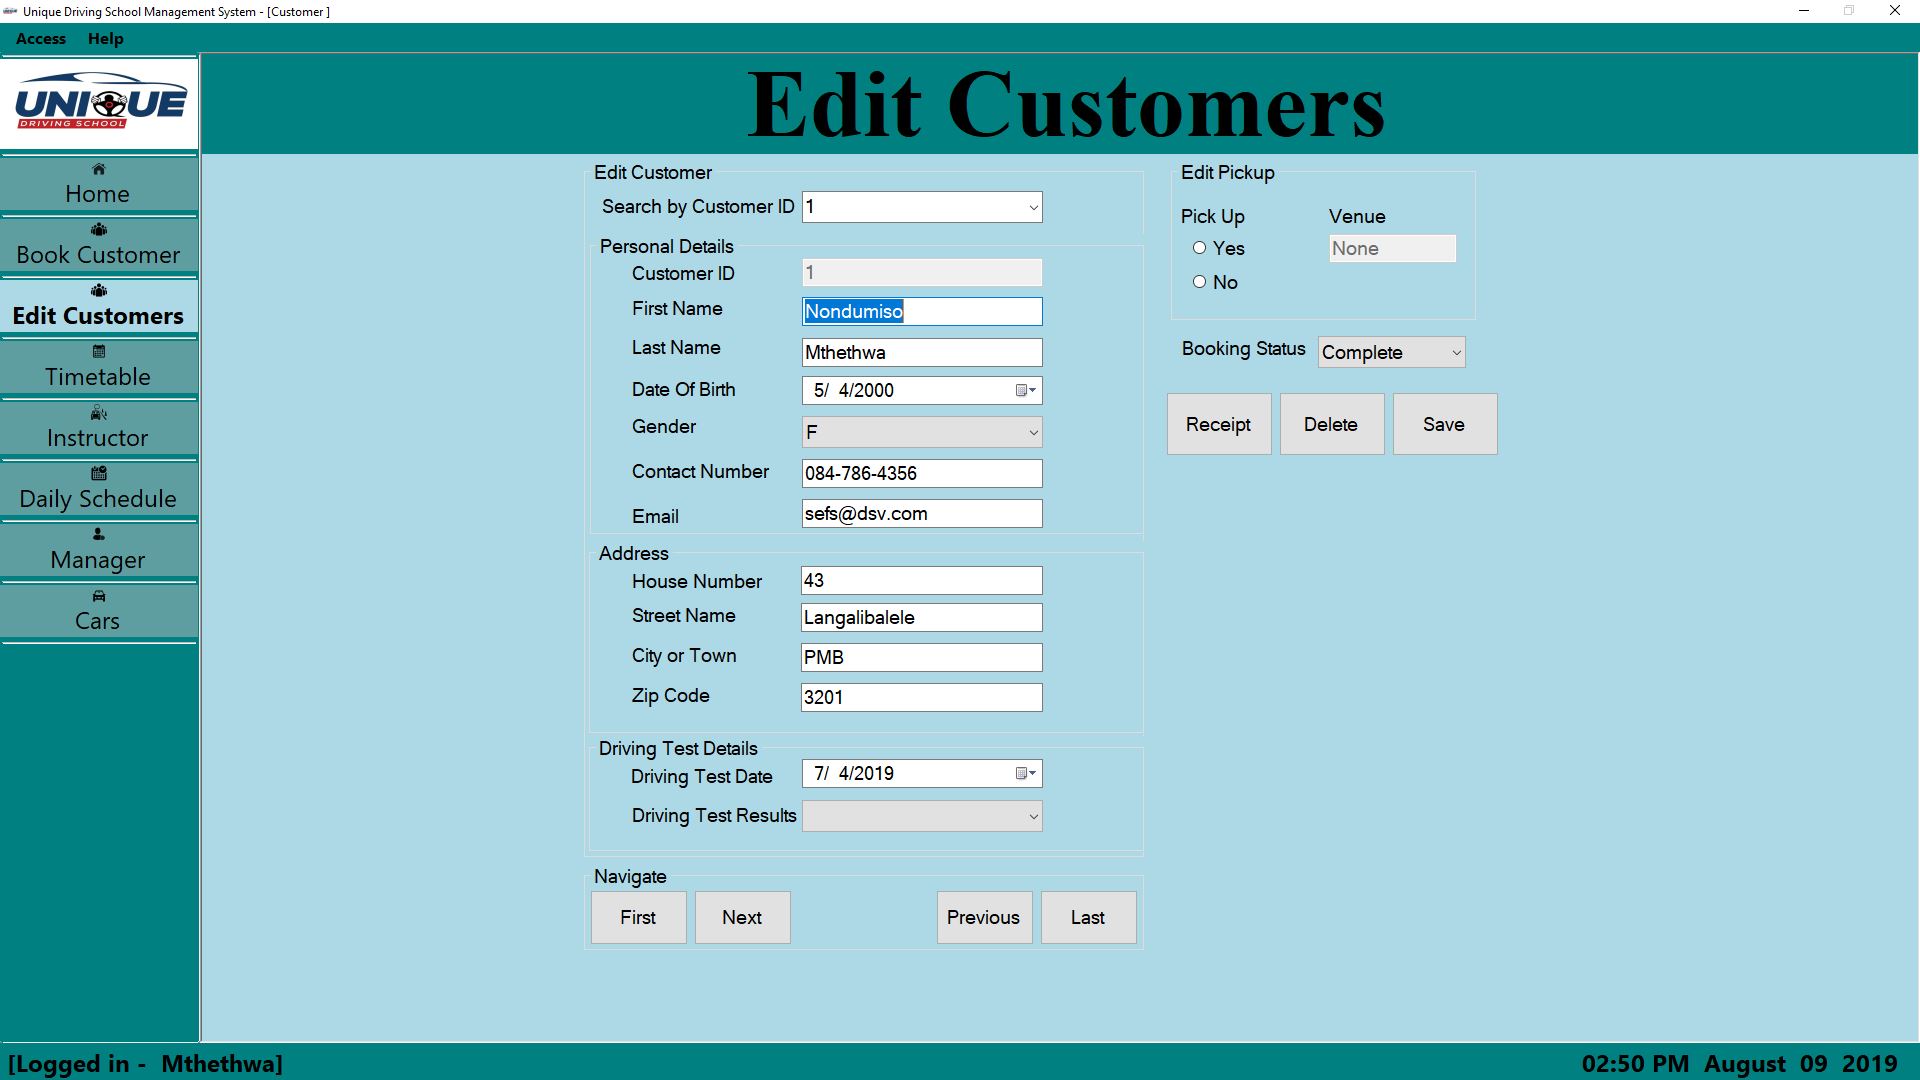 Unique Driving School Management System - [Customer ]
Access Help
UNIQUE
DRIVING SCHOOL
Home
Book Customer
Edit Customers
Timetable
Instructor
Daily Schedule
Manager
Cars
Edit Customers
Edit Customer
Search by Customer ID 1
Personal Details
Customer ID 1
First Name Nondumiso
Last Name Mthethwa
Date Of Birth 5/ 4/2000
Gender F
Contact Number 084-786-4356
Email sefs@dsv.com
Address
House Number 43
Street Name Langalibalele
City or Town PMB
Zip Code 3201
Driving Test Details
Driving Test Date 7/ 4/2019
Driving Test Results
Navigate
First Next Previous Last
Edit Pickup
Pick Up Venue
Yes None
No
Booking Status Complete
Receipt Delete Save
[Logged in - Mthethwa]
02:50 PM August 09 2019